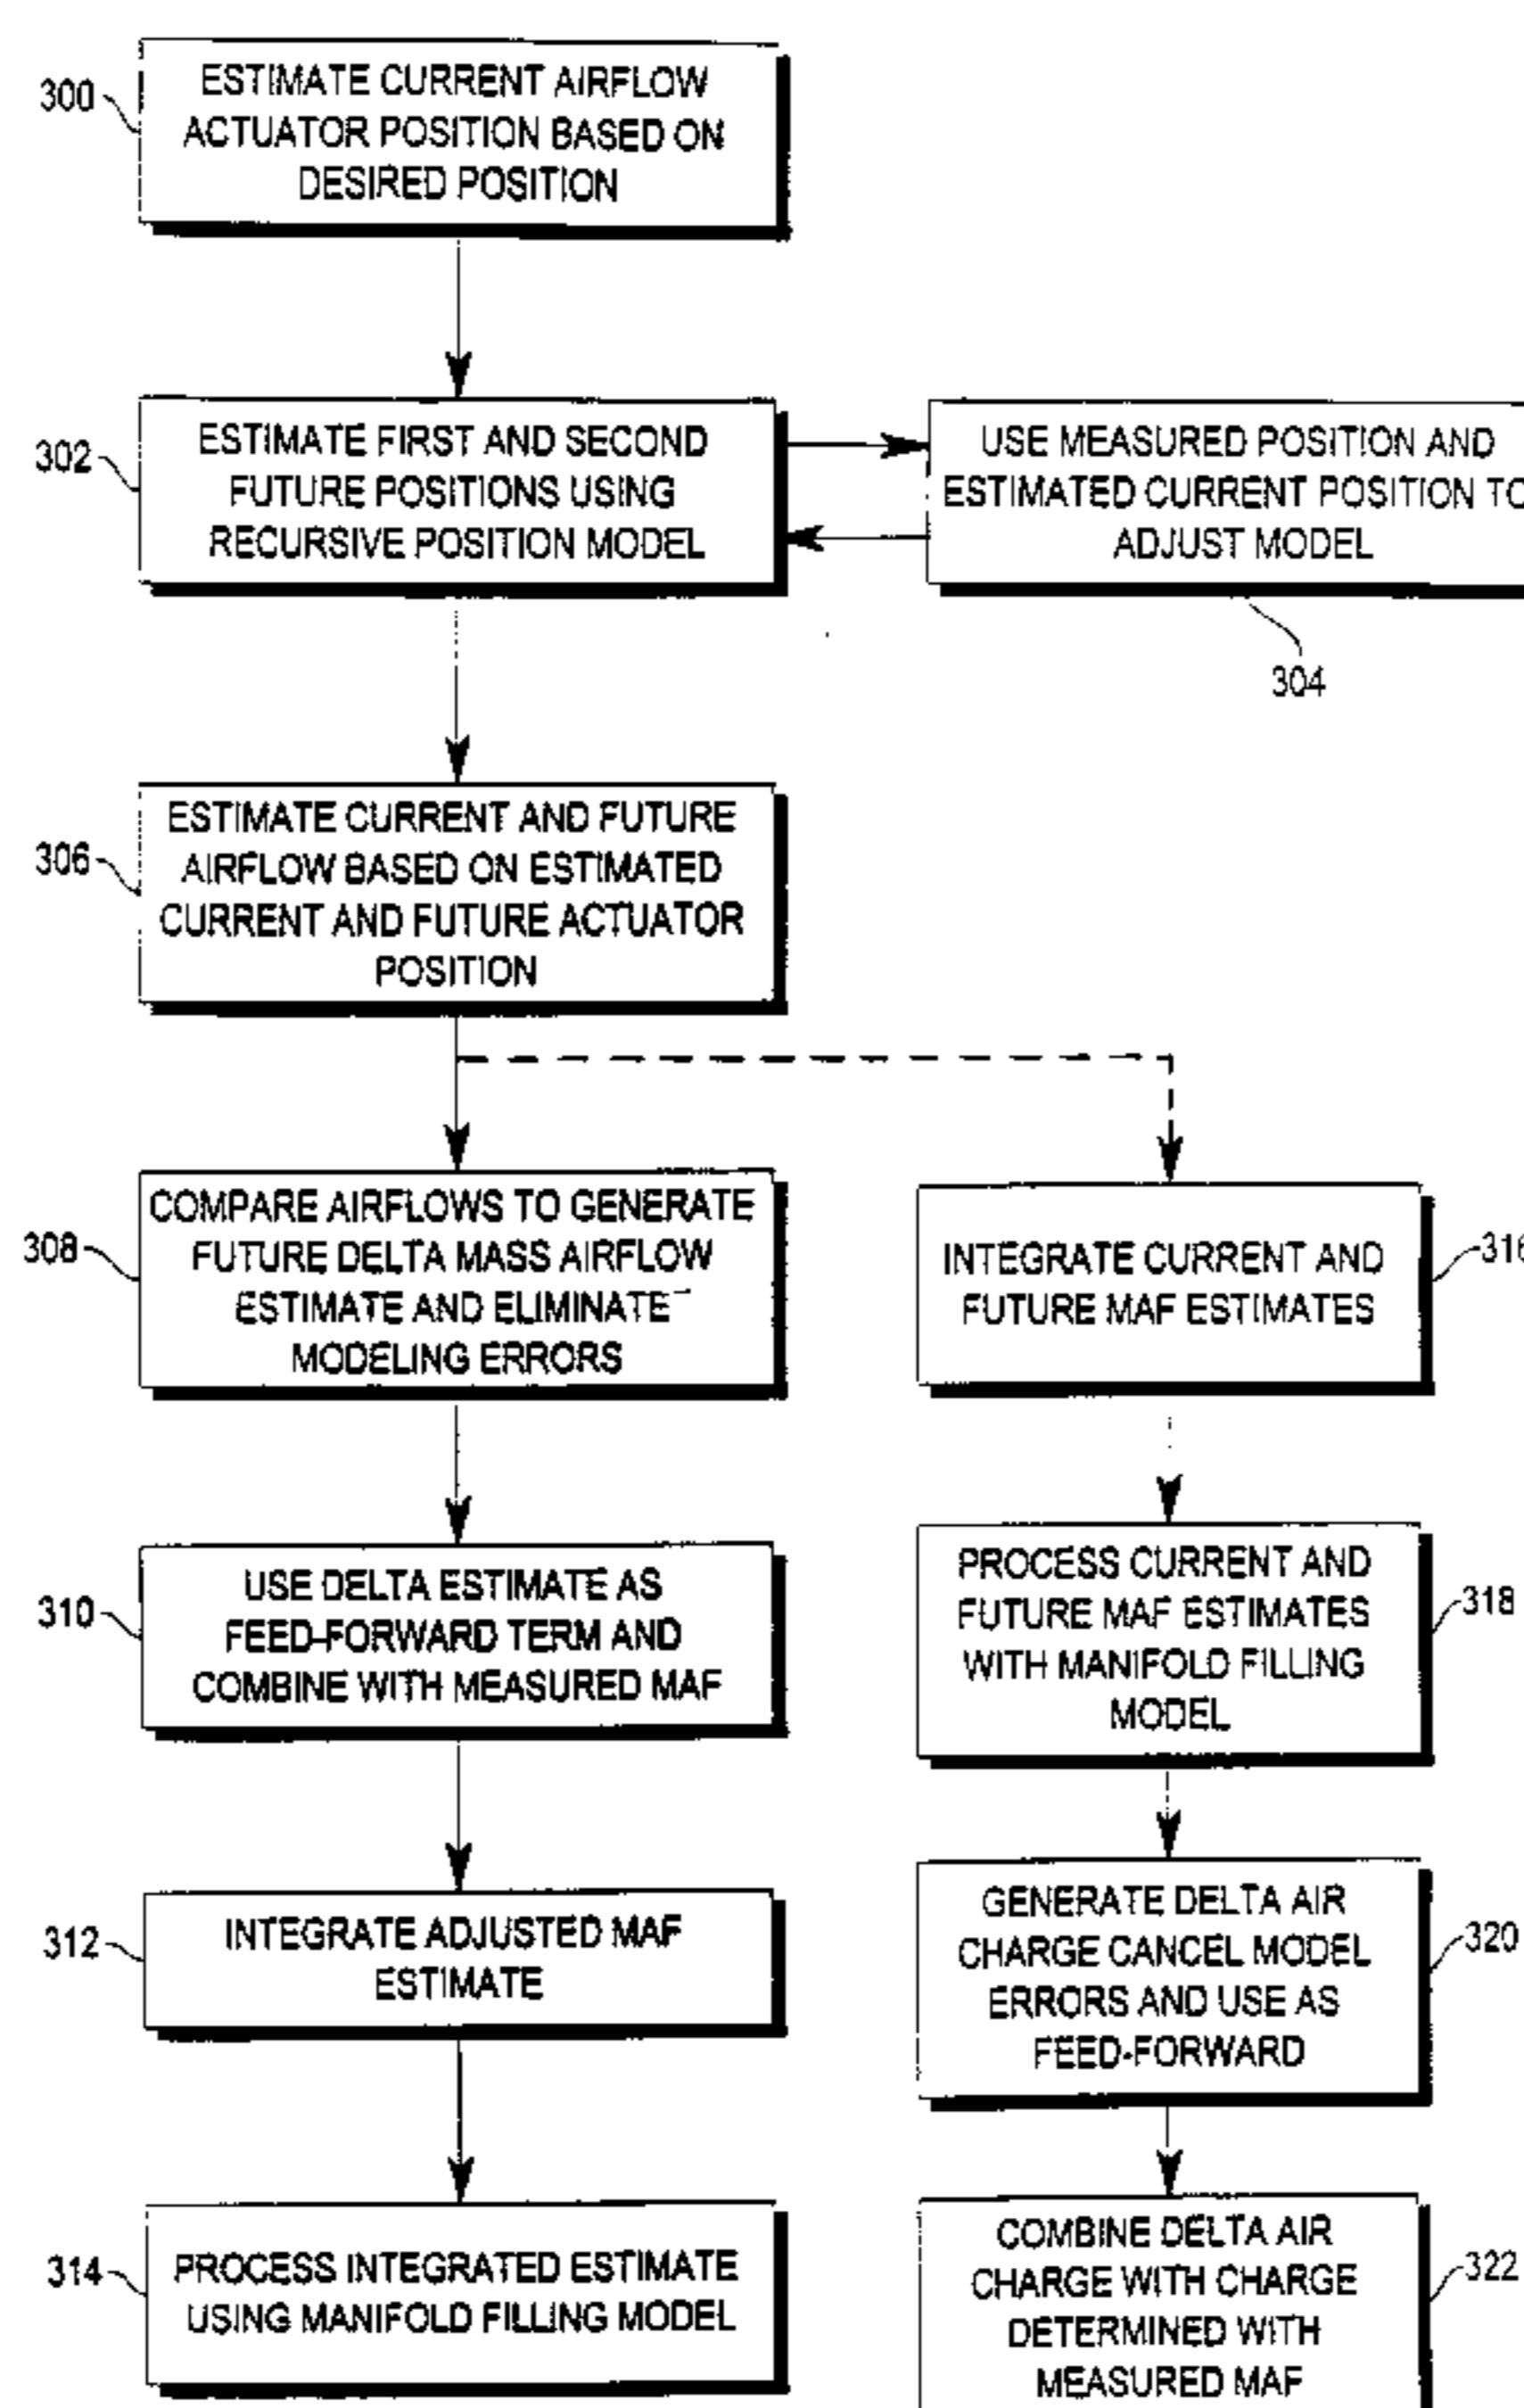 300
ESTIMATE CURRENT AIRFLOW
ACTUATOR POSITION BASED ON
DESIRED POSITION
302
ESTIMATE FIRST AND SECOND
FUTURE POSITIONS USING
RECURSIVE POSITION MODEL
USE MEASURED POSITION AND
ESTIMATED CURRENT POSITION TO
ADJUST MODEL
304
306
ESTIMATE CURRENT AND FUTURE
AIRFLOW BASED ON ESTIMATED
CURRENT AND FUTURE ACTUATOR
POSITION
308
COMPARE AIRFLOWS TO GENERATE
FUTURE DELTA MASS AIRFLOW
ESTIMATE AND ELIMINATE
MODELING ERRORS
310
USE DELTA ESTIMATE AS
FEED-FORWARD TERM AND
COMBINE WITH MEASURED MAF
312
INTEGRATE ADJUSTED MAF
ESTIMATE
314
PROCESS INTEGRATED ESTIMATE
USING MANIFOLD FILLING MODEL
INTEGRATE CURRENT AND
FUTURE MAF ESTIMATES
316
PROCESS CURRENT AND
FUTURE MAF ESTIMATES
WITH MANIFOLD FILLING
MODEL
318
GENERATE DELTA AIR
CHARGE CANCEL MODEL
ERRORS AND USE AS
FEED-FORWARD
320
COMBINE DELTA AIR
CHARGE WITH CHARGE
DETERMINED WITH
MEASURED MAF
322